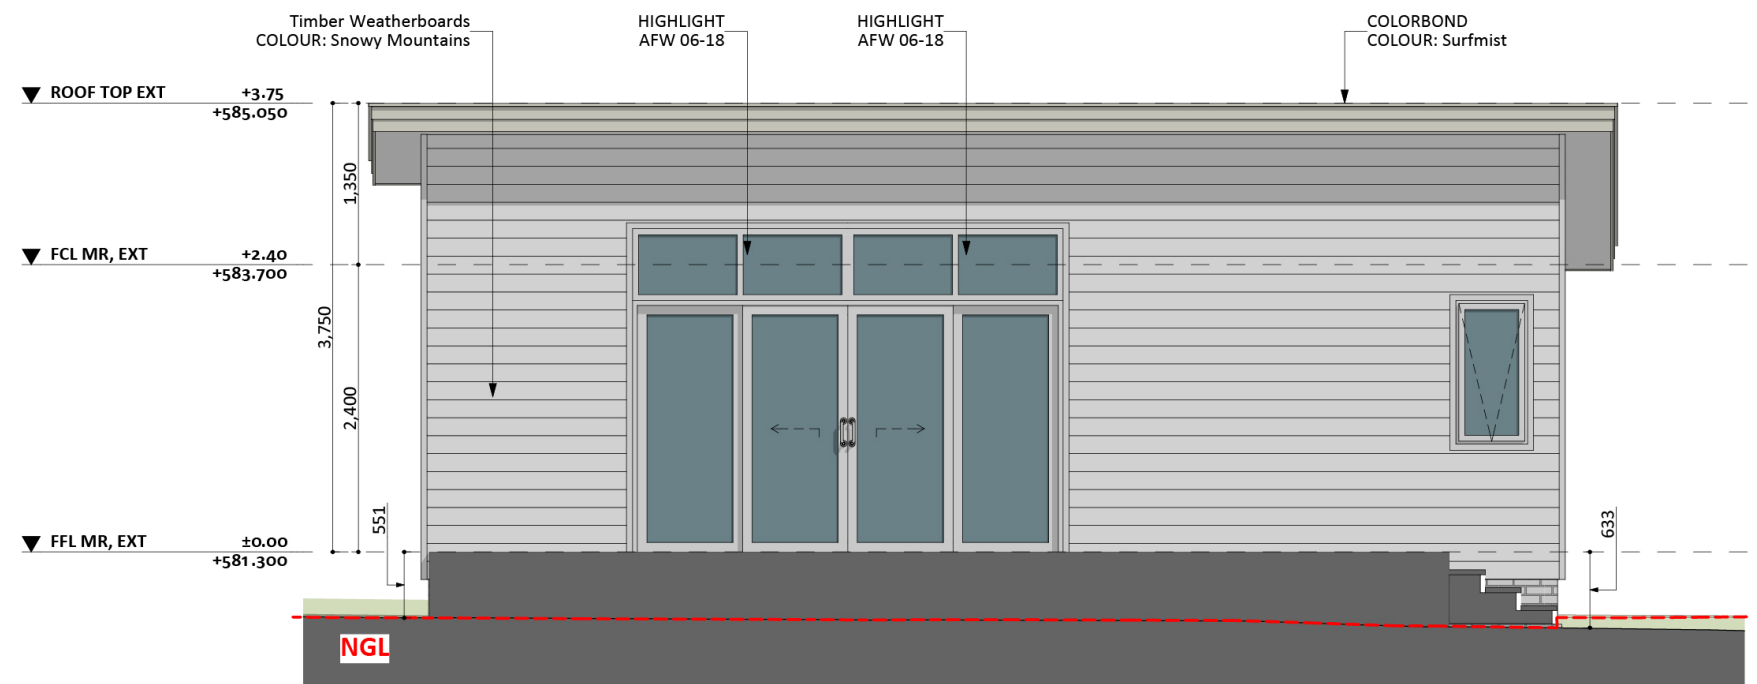 Timber Weatherboards
COLOUR: Snowy Mountains
HIGHLIGHT
AFW 06-18
HIGHLIGHT
AFW 06-18
COLORBOND
COLOUR: Surfmist
ROOF TOP EXT +3.75
+585.050
1,350
FCL MR, EXT +2.40
+583.700
3,750
2,400
551
633
FFL MR, EXT ±0.00
+581.300
NGL